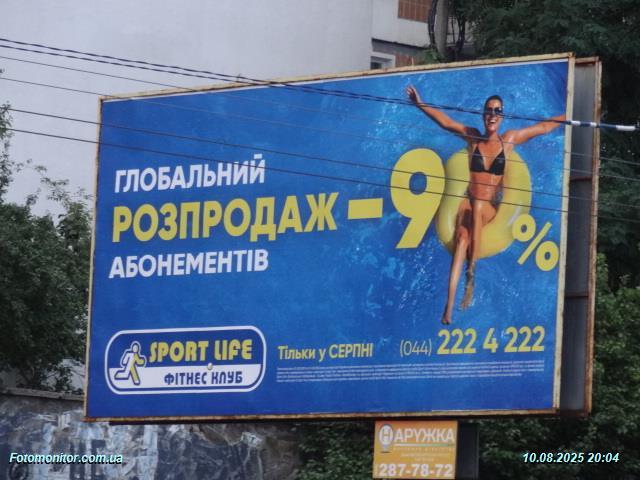 ГЛОБАЛЬНИЙ
РОЗПРОДАЖ -90%
АБОНЕМЕНТІВ
SPORT LIFE
ФІТНЕС КЛУБ
Тільки у СЕРПНІ (044) 222 4 222
НАРУЖКА
287-78-72
Fotomonitor.com.ua
10.08.2025 20:04